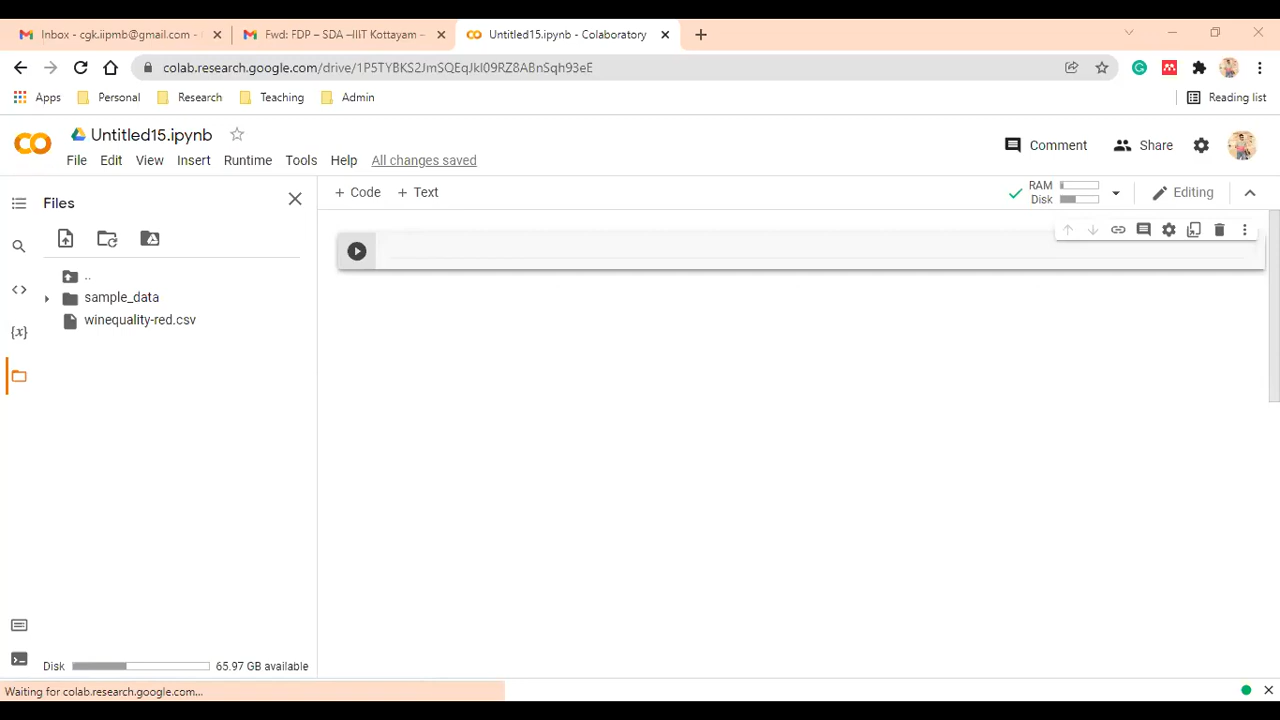 Inbox - cgk.iipmb@gmail.com -
Fwd: FDP – SDA –IIIT Kottayam –
Untitled15.ipynb - Colaboratory
colab.research.google.com/drive/1P5TYBKS2JmSQEaJkI09RZ8ABnSqh93eE
Apps Personal Research Teaching Admin Reading list
Untitled15.ipynb
Comment Share
File Edit View Insert Runtime Tools Help All changes saved
Files
+ Code + Text
RAM
Disk
Editing
..
sample_data
winequality-red.csv
{x}
Disk 65.97 GB available
Waiting for colab.research.google.com...